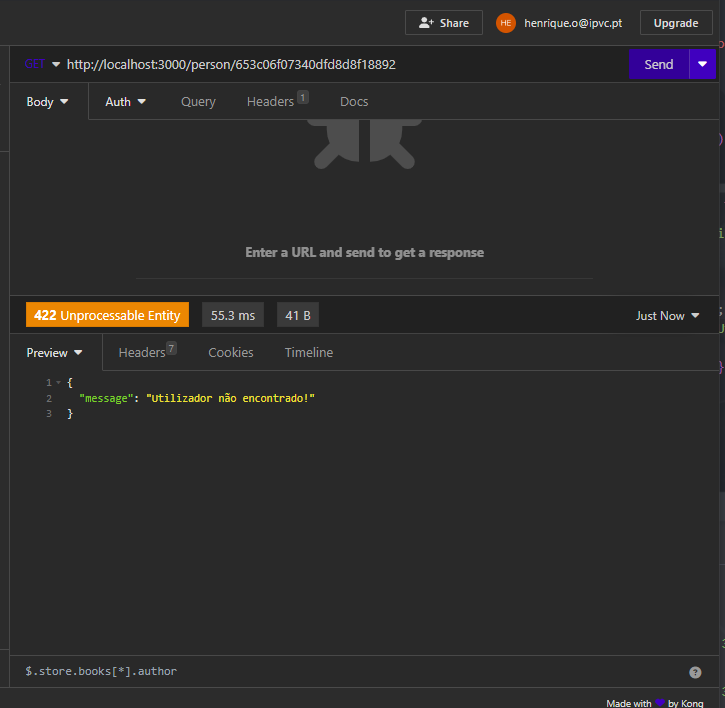 Share HE henrique.o@ipvc.pt Upgrade
GET http://localhost:3000/person/653c06f07340dfd8d8f18892 Send
Body Auth Query Headers 1 Docs
Enter a URL and send to get a response
422 Unprocessable Entity 55.3 ms 41 B Just Now
Preview Headers 7 Cookies Timeline
1 {
2 "message": "Utilizador não encontrado!"
3 }
$.store.books[*].author ?
Made with by Kong